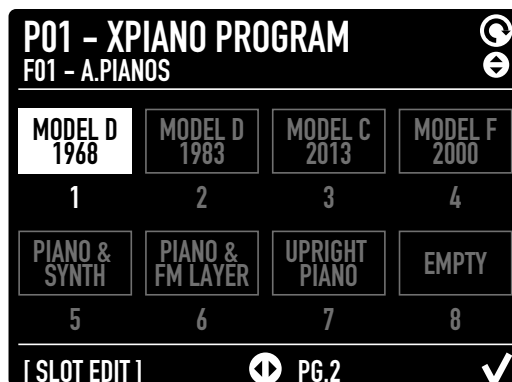 P01 - XPIANO PROGRAM
F01 - A.PIANOS
MODEL D
1968
MODEL D
1983
MODEL C
2013
MODEL F
2000
1
2
3
4
PIANO &
SYNTH
PIANO &
FM LAYER
UPRIGHT
PIANO
EMPTY
5
6
7
8
[ SLOT EDIT ]
PG.2